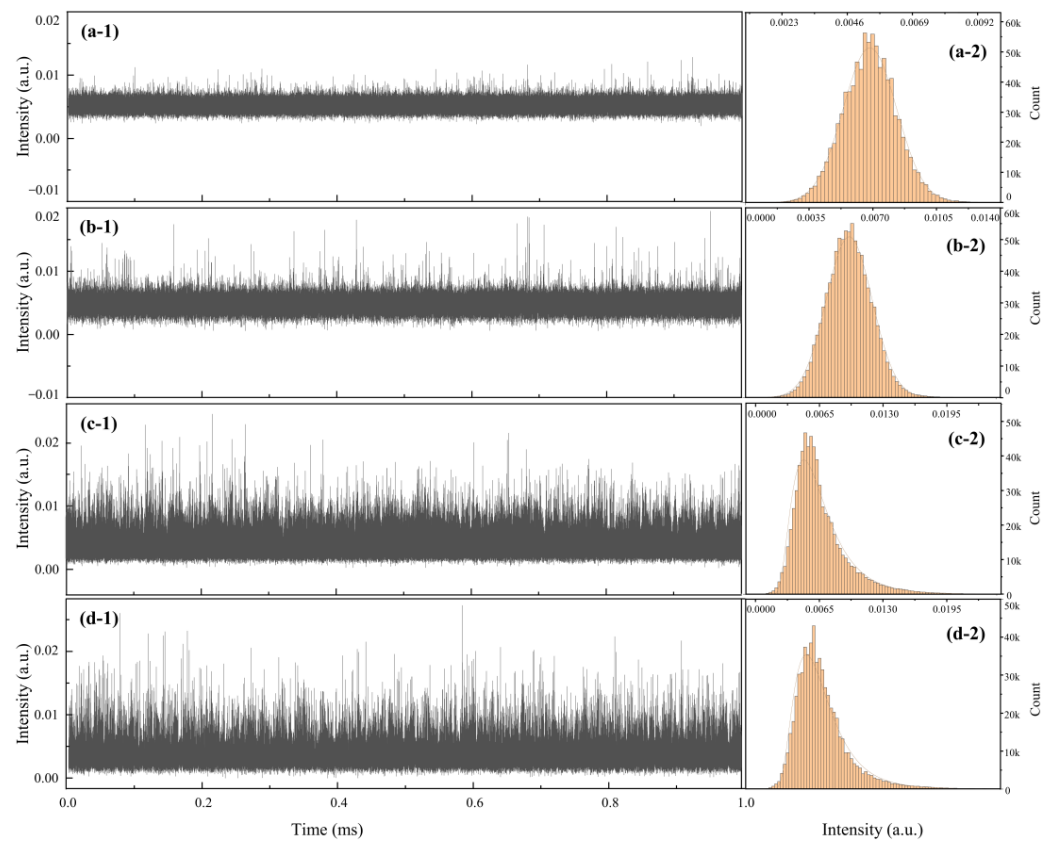 (a-1)
0.02
0.01
0.00
−0.01
Intensity (a.u.)
0.0023 0.0046 0.0069 0.0092
(a-2)
60k
50k
40k
30k
20k
10k
0
Count
(b-1)
0.02
0.01
0.00
−0.01
Intensity (a.u.)
0.0000 0.0035 0.0070 0.0105 0.0140
(b-2)
60k
50k
40k
30k
20k
10k
0
Count
(c-1)
0.02
0.01
0.00
Intensity (a.u.)
0.0000 0.0065 0.0130 0.0195
(c-2)
50k
40k
30k
20k
10k
0
Count
(d-1)
0.02
0.01
0.00
Intensity (a.u.)
0.0000 0.0065 0.0130 0.0195
(d-2)
50k
40k
30k
20k
10k
0
Count
0.0 0.2 0.4 0.6 0.8 1.0
Time (ms)
Intensity (a.u.)